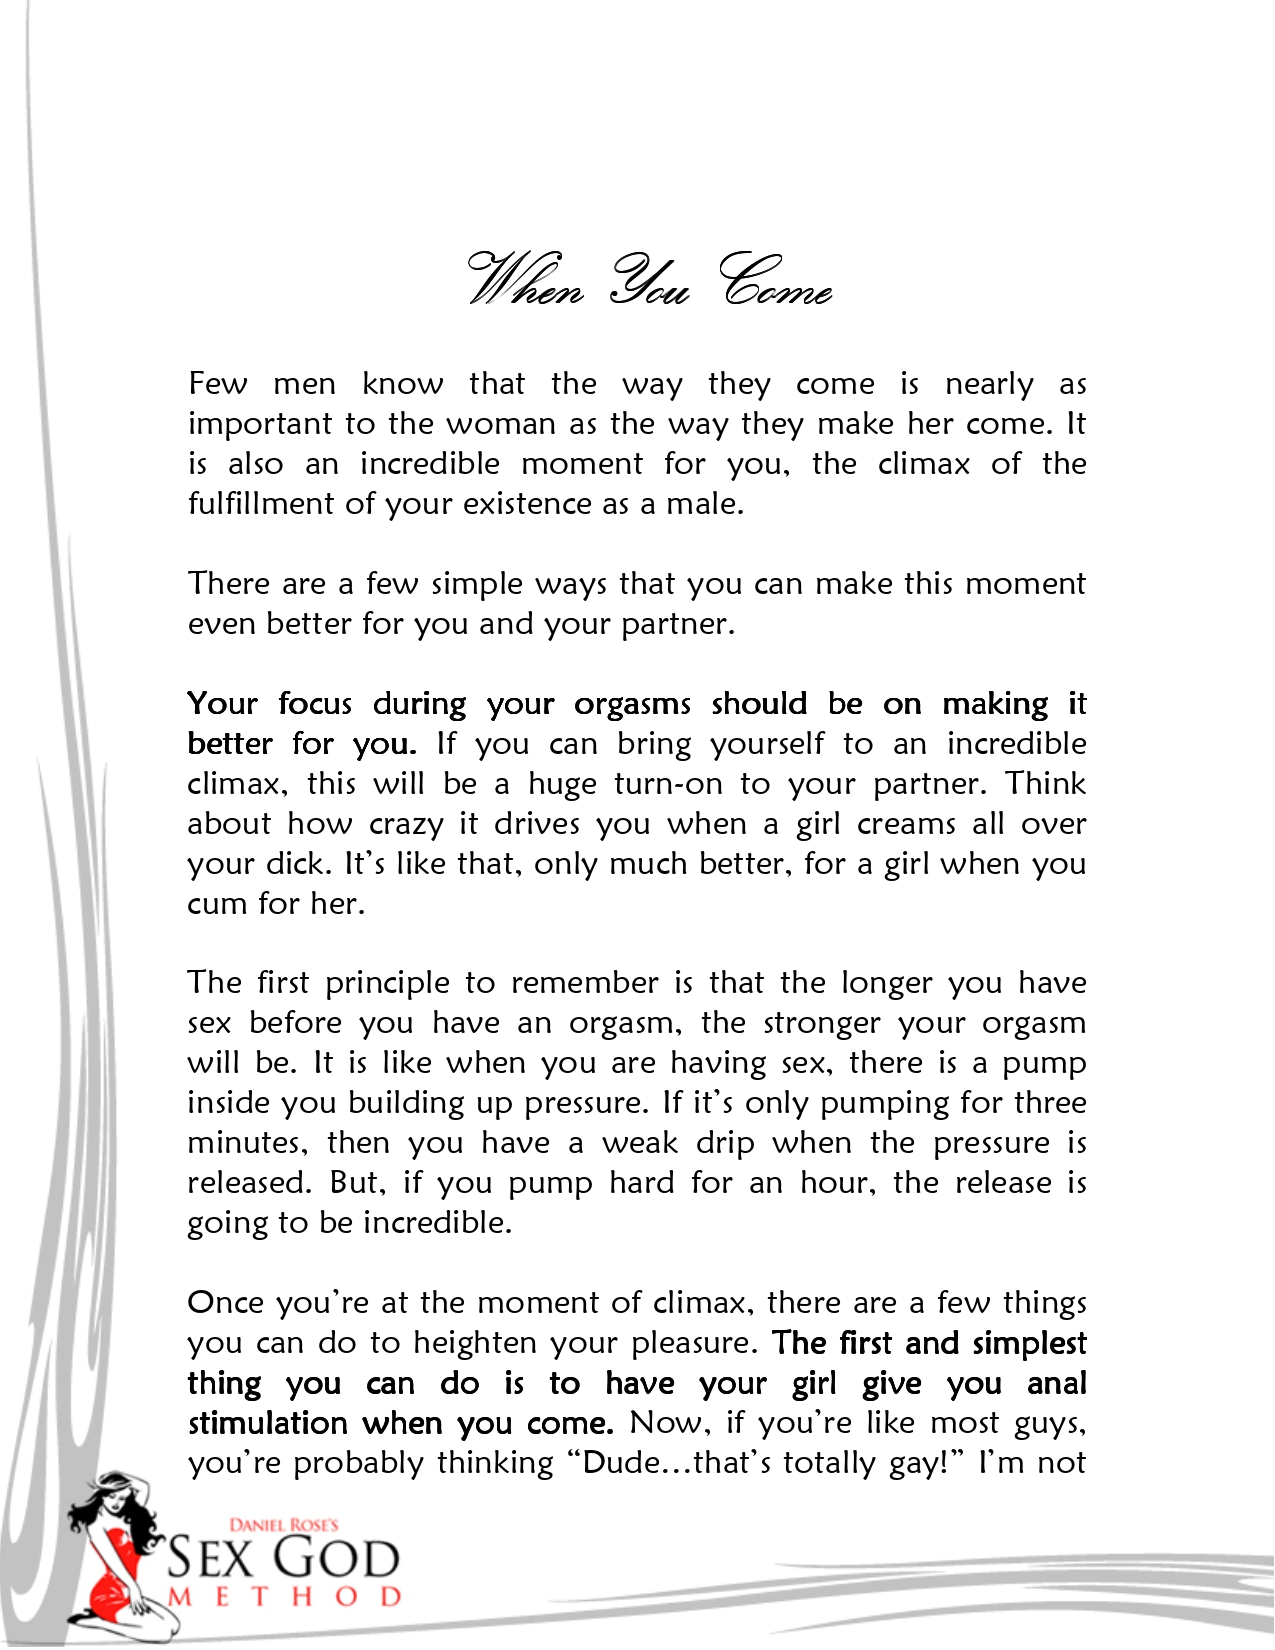 When You Come
Few men know that the way they come is nearly as
important to the woman as the way they make her come. It
is also an incredible moment for you, the climax of the
fulfillment of your existence as a male.
There are a few simple ways that you can make this moment
even better for you and your partner.
Your focus during your orgasms should be on making it
better for you. If you can bring yourself to an incredible
climax, this will be a huge turn-on to your partner. Think
about how crazy it drives you when a girl creams all over
your dick. It’s like that, only much better, for a girl when you
cum for her.
The first principle to remember is that the longer you have
sex before you have an orgasm, the stronger your orgasm
will be. It is like when you are having sex, there is a pump
inside you building up pressure. If it’s only pumping for three
minutes, then you have a weak drip when the pressure is
released. But, if you pump hard for an hour, the release is
going to be incredible.
Once you’re at the moment of climax, there are a few things
you can do to heighten your pleasure. The first and simplest
thing you can do is to have your girl give you anal
stimulation when you come. Now, if you’re like most guys,
you’re probably thinking “Dude…that’s totally gay!” I’m not
DANIEL ROSE'S
SEX GOD
METHOD